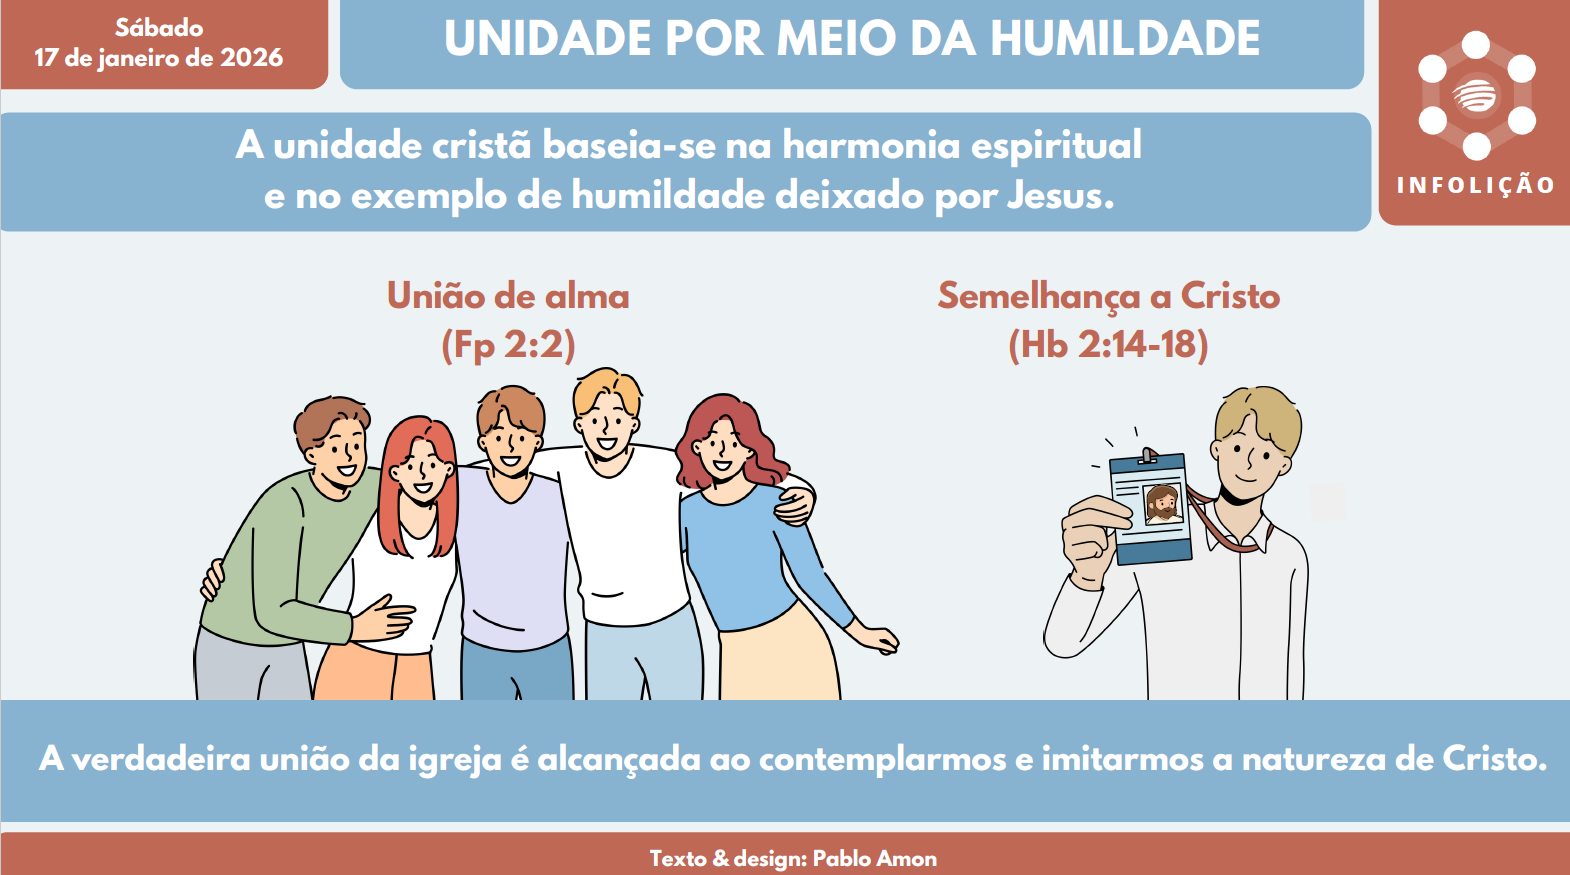 Sábado
17 de janeiro de 2026
UNIDADE POR MEIO DA HUMILDADE
INFOLIÇÃO
A unidade cristã baseia-se na harmonia espiritual
e no exemplo de humildade deixado por Jesus.
União de alma
(Fp 2:2)
Semelhança a Cristo
(Hb 2:14-18)
A verdadeira união da igreja é alcançada ao contemplarmos e imitarmos a natureza de Cristo.
Texto & design: Pablo Amon